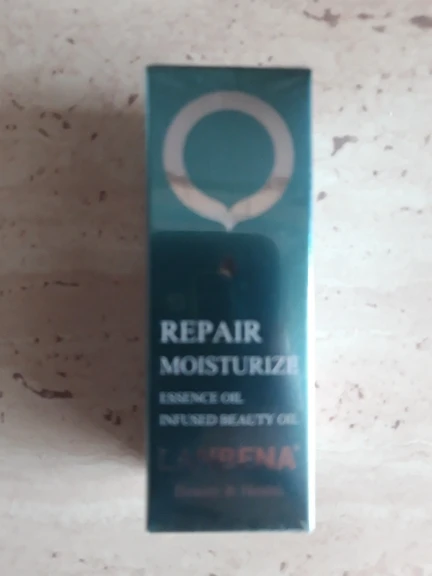 REPAIR
MOISTURIZE
ESSENCE OIL
INFUSED BEAUTY OIL
LANBENA